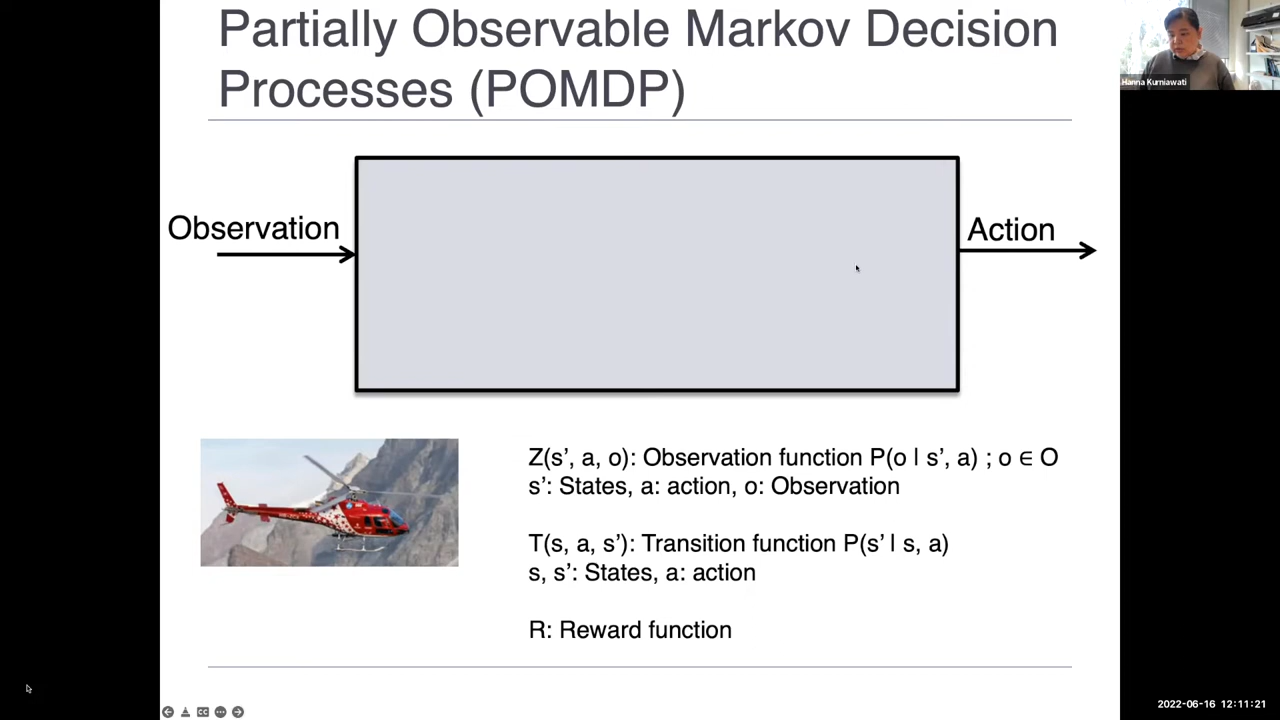 Partially Observable Markov Decision
Processes (POMDP)
Hanna Kurniawati
Observation
Action
Z(s’, a, o): Observation function P(o | s’, a) ; o ∈ O
s’: States, a: action, o: Observation
T(s, a, s’): Transition function P(s’ | s, a)
s, s’: States, a: action
R: Reward function
CC
2022-06-16 12:11:21